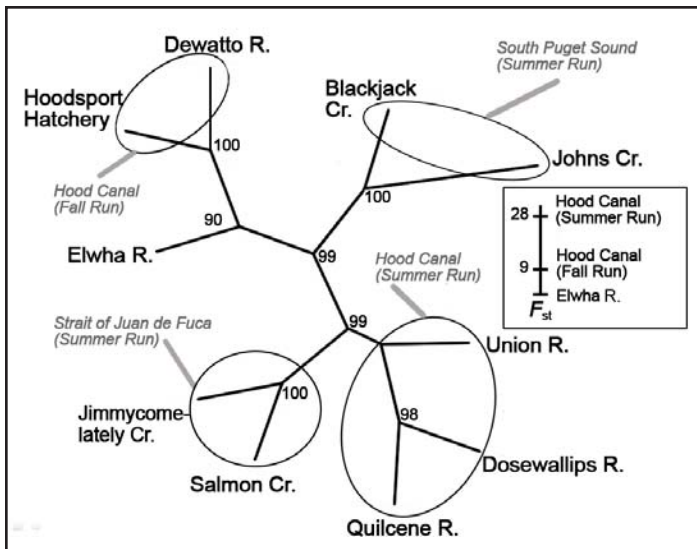 Dewatto R.
Hoodsport
Hatchery
100
Hood Canal
(Fall Run)
90
Elwha R.
South Puget Sound
(Summer Run)
Blackjack
Cr.
Johns Cr.
100
99
28
Hood Canal
(Summer Run)
9
Hood Canal
(Fall Run)
Elwha R.
Fst
Hood Canal
(Summer Run)
99
Union R.
98
Dosewallips R.
Quilcene R.
Strait of Juan de Fuca
(Summer Run)
100
Jimmycome-
lately Cr.
Salmon Cr.